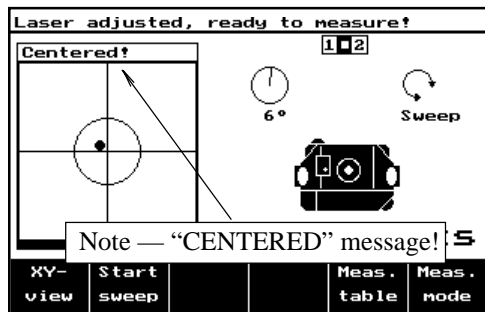 Laser adjusted, ready to measure!
Centered!
1 2
6°
Sweep
Note — “CENTERED” message!
XY-view
Start sweep
Meas. table
Meas. mode